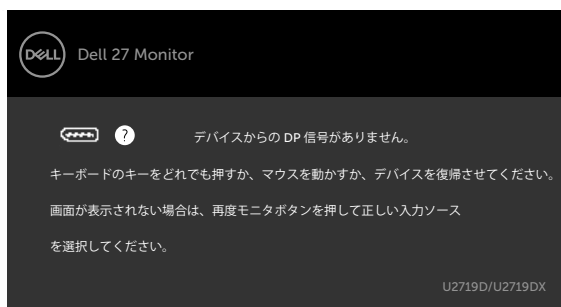 DELL
Dell 27 Monitor
?
デバイスからの DP 信号がありません。
キーボードのキーをどれでも押すか、マウスを動かすか、デバイスを復帰させてください。
画面が表示されない場合は、再度モニタボタンを押して正しい入力ソース
を選択してください。
U2719D/U2719DX